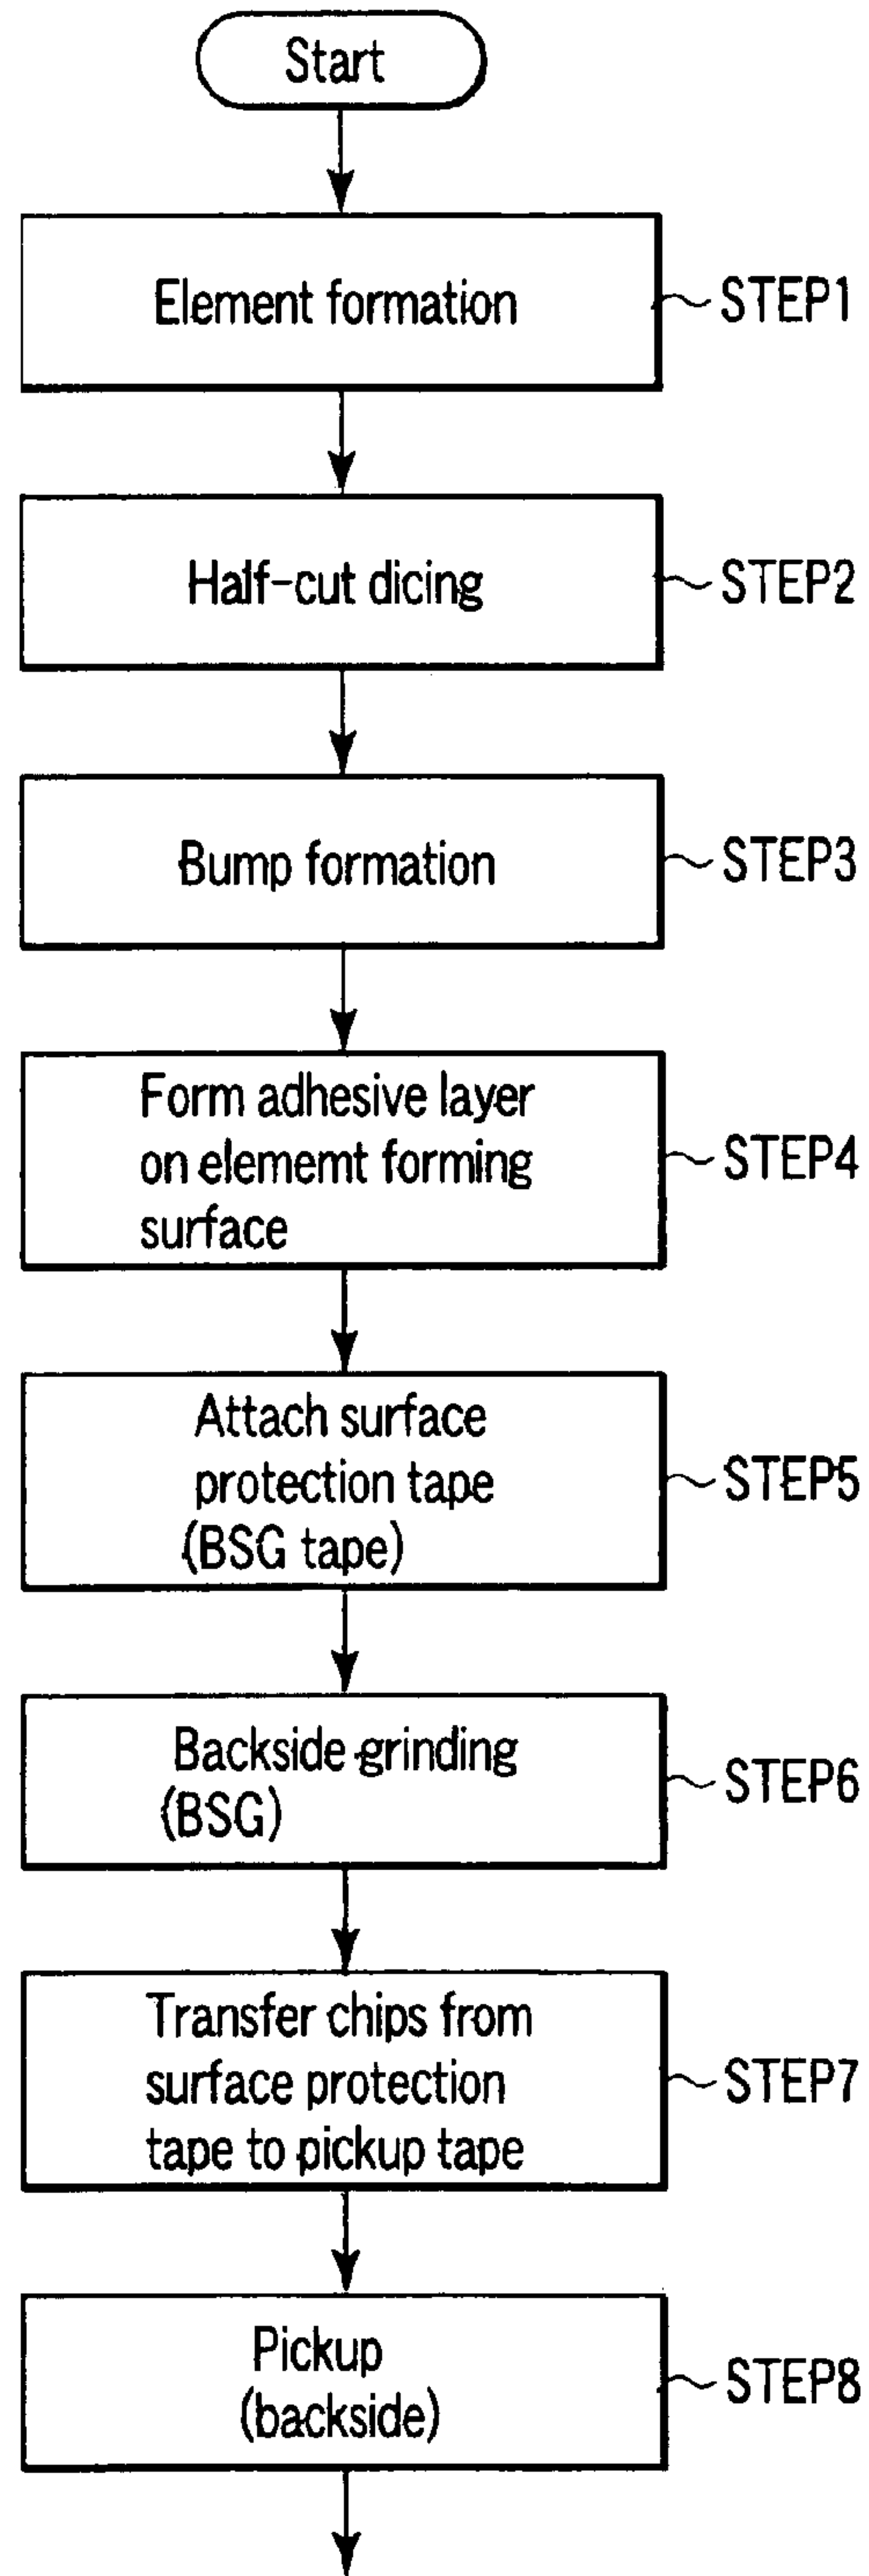 Start
Element formation
STEP1
Half-cut dicing
STEP2
Bump formation
STEP3
Form adhesive layer
on elememt forming
surface
STEP4
Attach surface
protection tape
(BSG tape)
STEP5
Backside grinding
(BSG)
STEP6
Transfer chips from
surface protection
tape to pickup tape
STEP7
Pickup
(backside)
STEP8